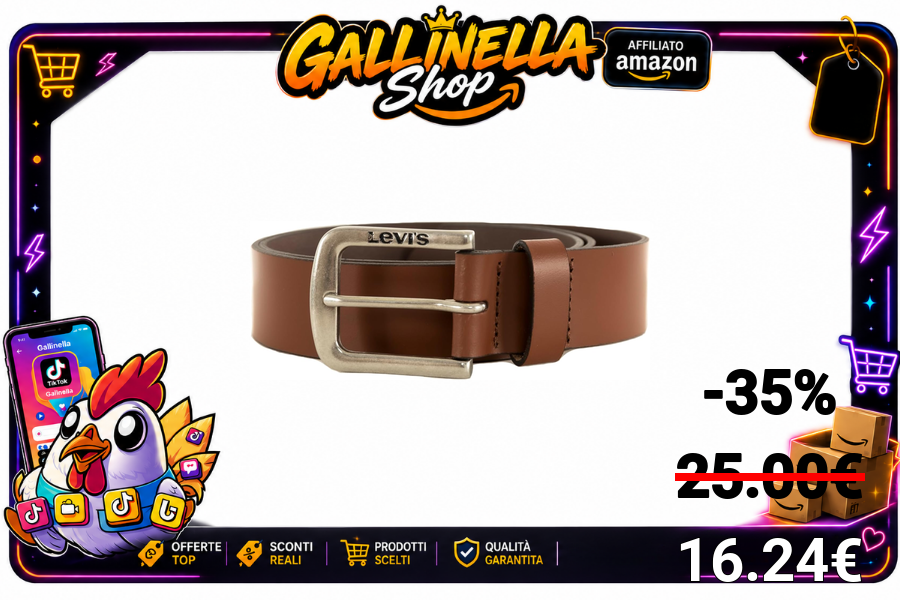 GALLINELLA
Shop
AFFILIATO
amazon
Levi's
Gallinella
TikTok
Gallinella
-35%
25.00€
16.24€
OFFERTE
TOP
SCONTI
REALI
PRODOTTI
SCELTI
QUALITÀ
GARANTITA